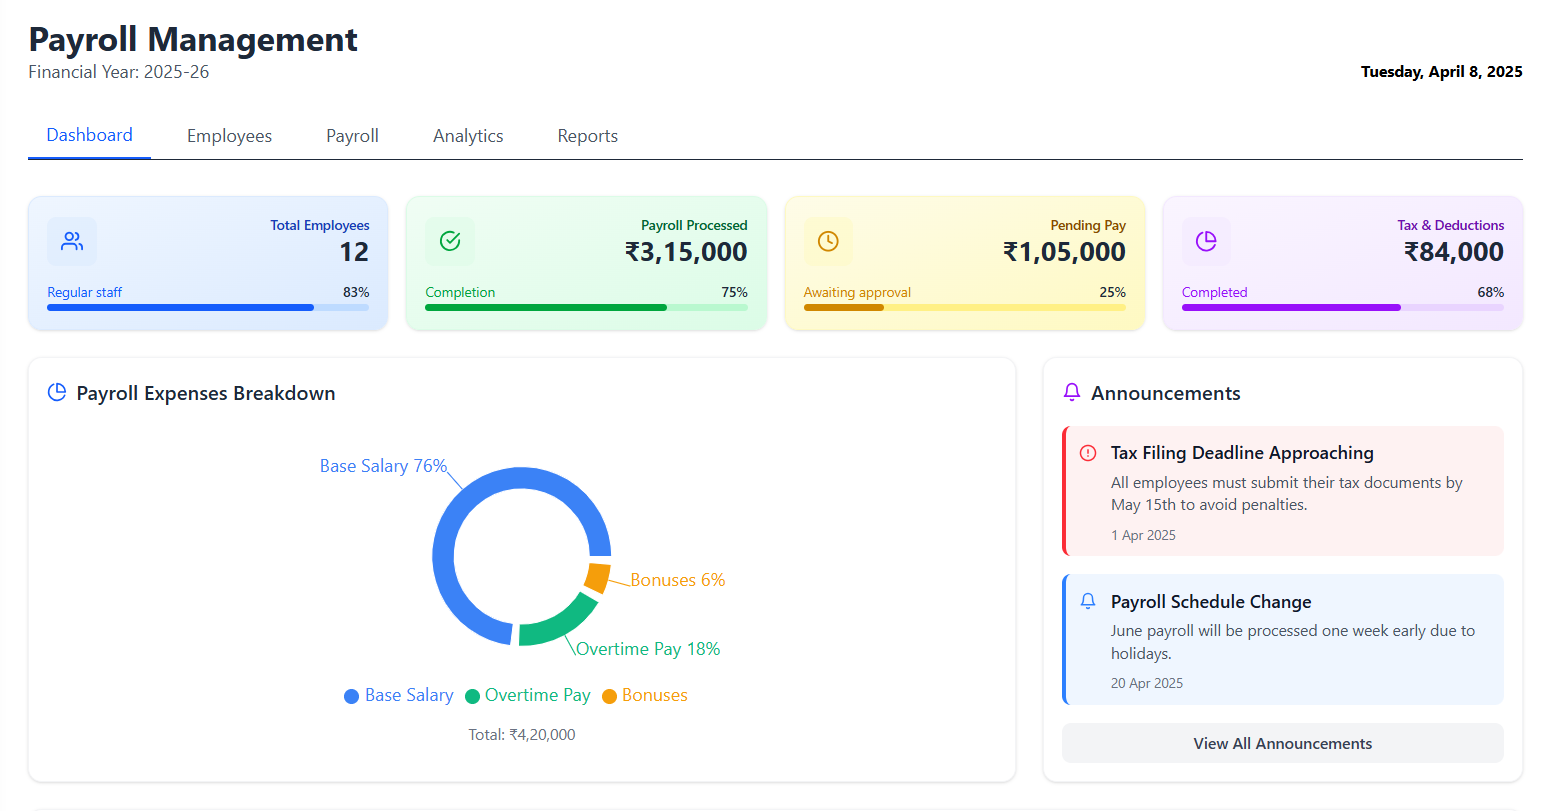 Payroll Management
Financial Year: 2025-26
Tuesday, April 8, 2025
Dashboard
Employees
Payroll
Analytics
Reports
Total Employees
12
Regular staff
83%
Payroll Processed
₹3,15,000
Completion
75%
Pending Pay
₹1,05,000
Awaiting approval
25%
Tax & Deductions
₹84,000
Completed
68%
Payroll Expenses Breakdown
Base Salary 76%
Bonuses 6%
Overtime Pay 18%
Base Salary
Overtime Pay
Bonuses
Total: ₹4,20,000
Announcements
Tax Filing Deadline Approaching
All employees must submit their tax documents by
May 15th to avoid penalties.
1 Apr 2025
Payroll Schedule Change
June payroll will be processed one week early due to
holidays.
20 Apr 2025
View All Announcements